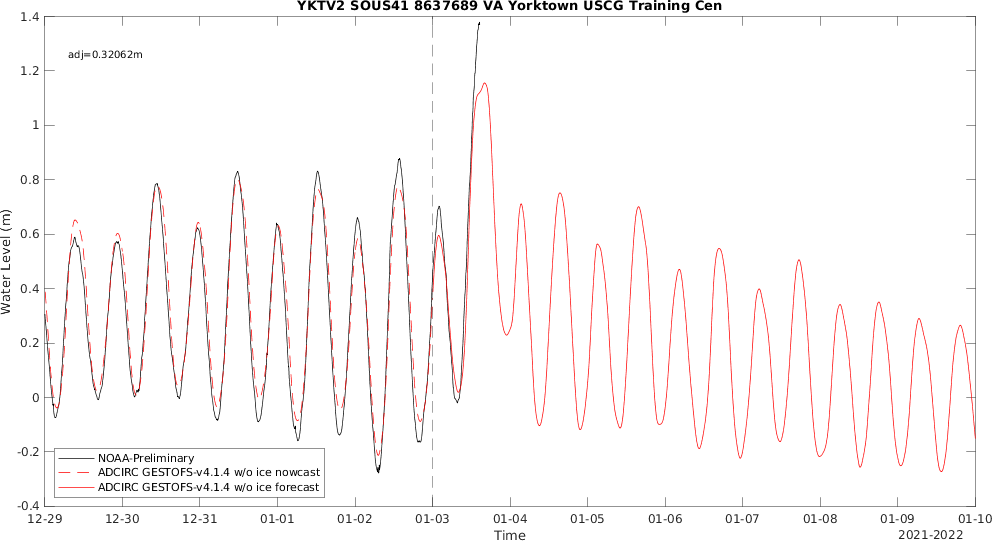 YKTV2 SOUS41 8637689 VA Yorktown USCG Training Cen
adj=0.32062m
Water Level (m)
1.4
1.2
1
0.8
0.6
0.4
0.2
0
-0.2
-0.4
NOAA-Preliminary
ADCIRC GESTOFS-v4.1.4 w/o ice nowcast
ADCIRC GESTOFS-v4.1.4 w/o ice forecast
12-29 12-30 12-31 01-01 01-02 01-03 01-04 01-05 01-06 01-07 01-08 01-09 01-10
Time
2021-2022